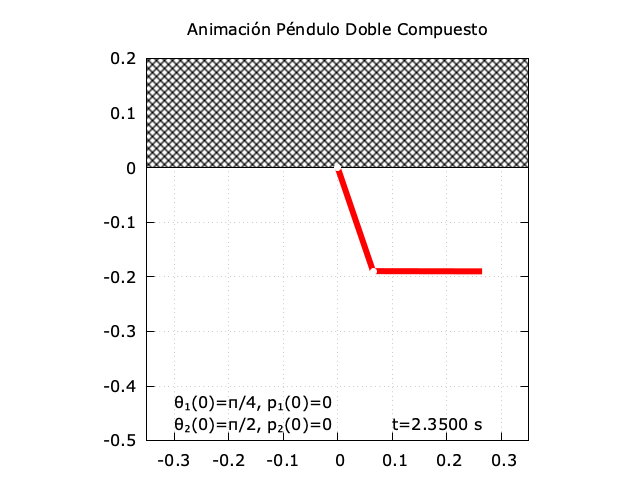 Animación Péndulo Doble Compuesto
0.2
0.1
0
-0.1
-0.2
-0.3
-0.4
-0.5
θ₁(0)=π/4, p₁(0)=0
θ₂(0)=π/2, p₂(0)=0 t=2.3500 s
-0.3 -0.2 -0.1 0 0.1 0.2 0.3